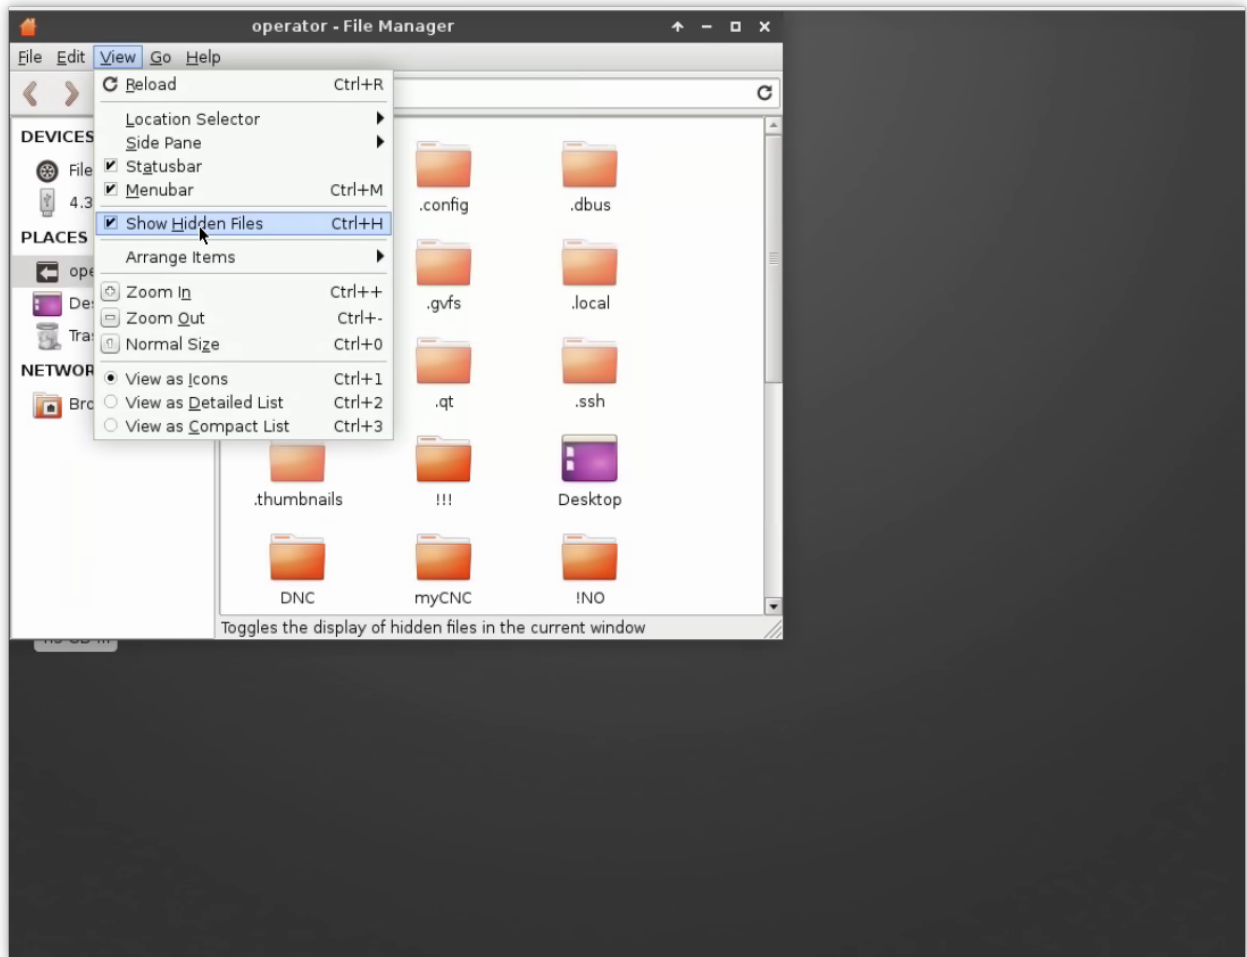 operator - File Manager
File Edit View Go Help
Reload Ctrl+R
Location Selector
Side Pane
Statusbar
Menubar Ctrl+M
Show Hidden Files Ctrl+H
Arrange Items
Zoom In Ctrl++
Zoom Out Ctrl+-
Normal Size Ctrl+0
View as Icons Ctrl+1
View as Detailed List Ctrl+2
View as Compact List Ctrl+3
DEVICES
File
4.3
PLACES
ope
Des
Tras
NETWOR
Bro
.config .dbus
.gvfs .local
.qt .ssh
.thumbnails !!! Desktop
DNC myCNC !NO
Toggles the display of hidden files in the current window